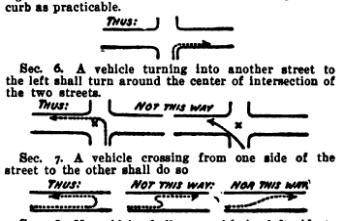 curb as practicable.
THUS:
Sec. 6. A vehicle turning into another street to
the left shall turn around the center of intersection of
the two streets.
THUS: NOT THIS WAY
Sec. 7. A vehicle crossing from one side of the
street to the other shall do so
THUS: NOT THIS WAY: NOR THIS WAY